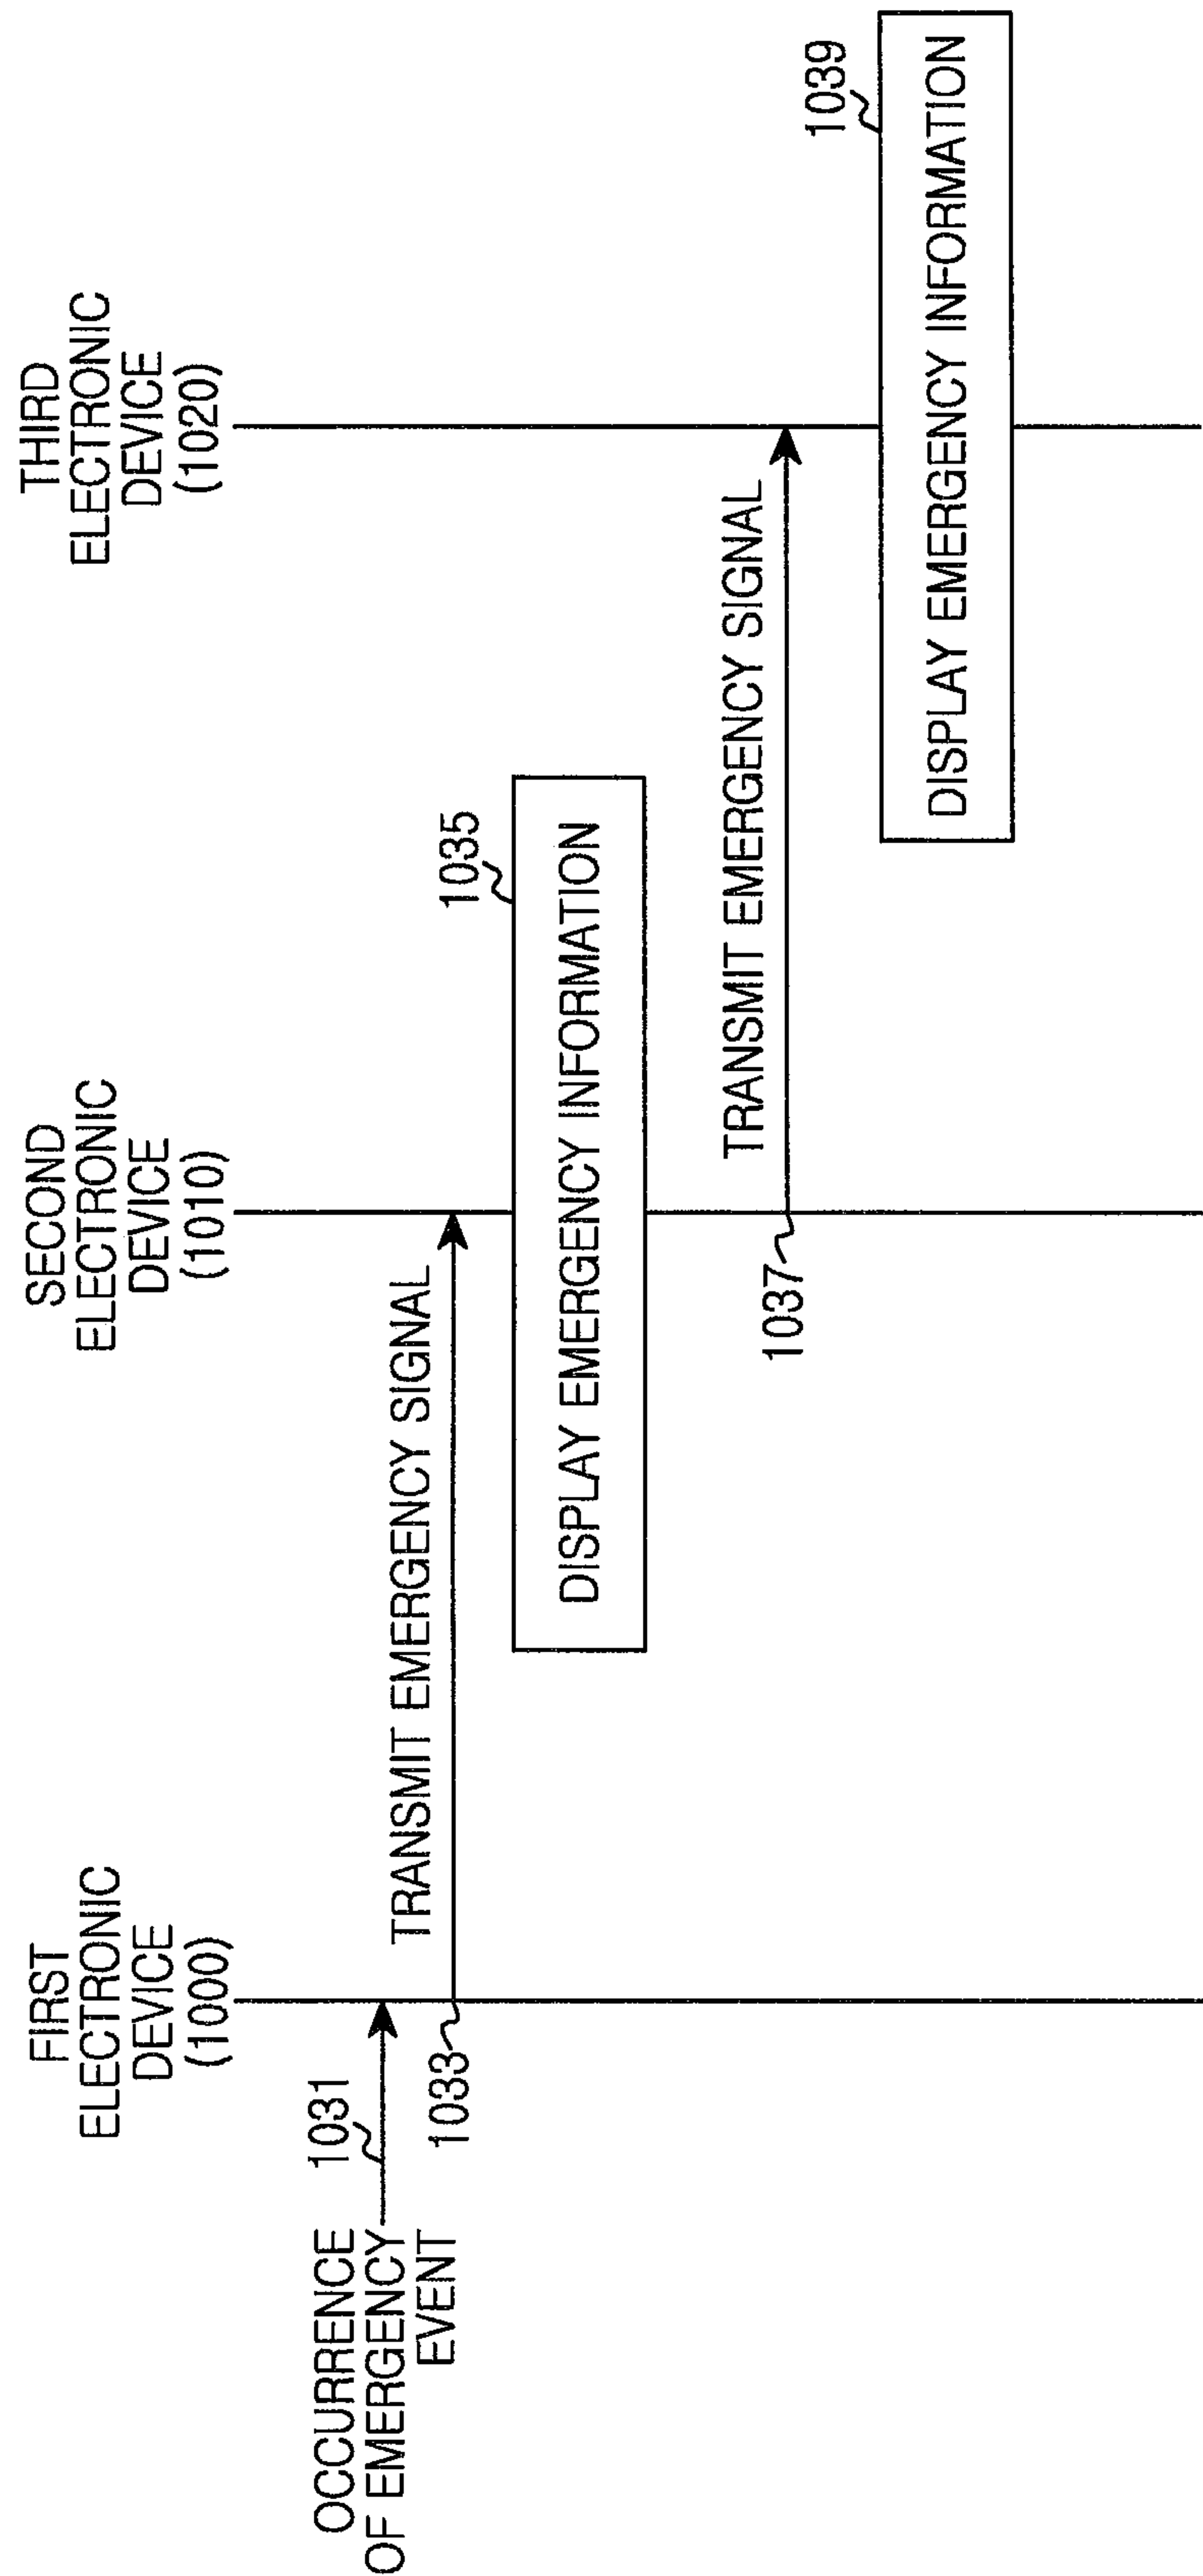 FIRST
ELECTRONIC
DEVICE
(1000)
SECOND
ELECTRONIC
DEVICE
(1010)
THIRD
ELECTRONIC
DEVICE
(1020)
OCCURRENCE
OF EMERGENCY
EVENT
1031
1033
TRANSMIT EMERGENCY SIGNAL
1035
DISPLAY EMERGENCY INFORMATION
1037
TRANSMIT EMERGENCY SIGNAL
1039
DISPLAY EMERGENCY INFORMATION